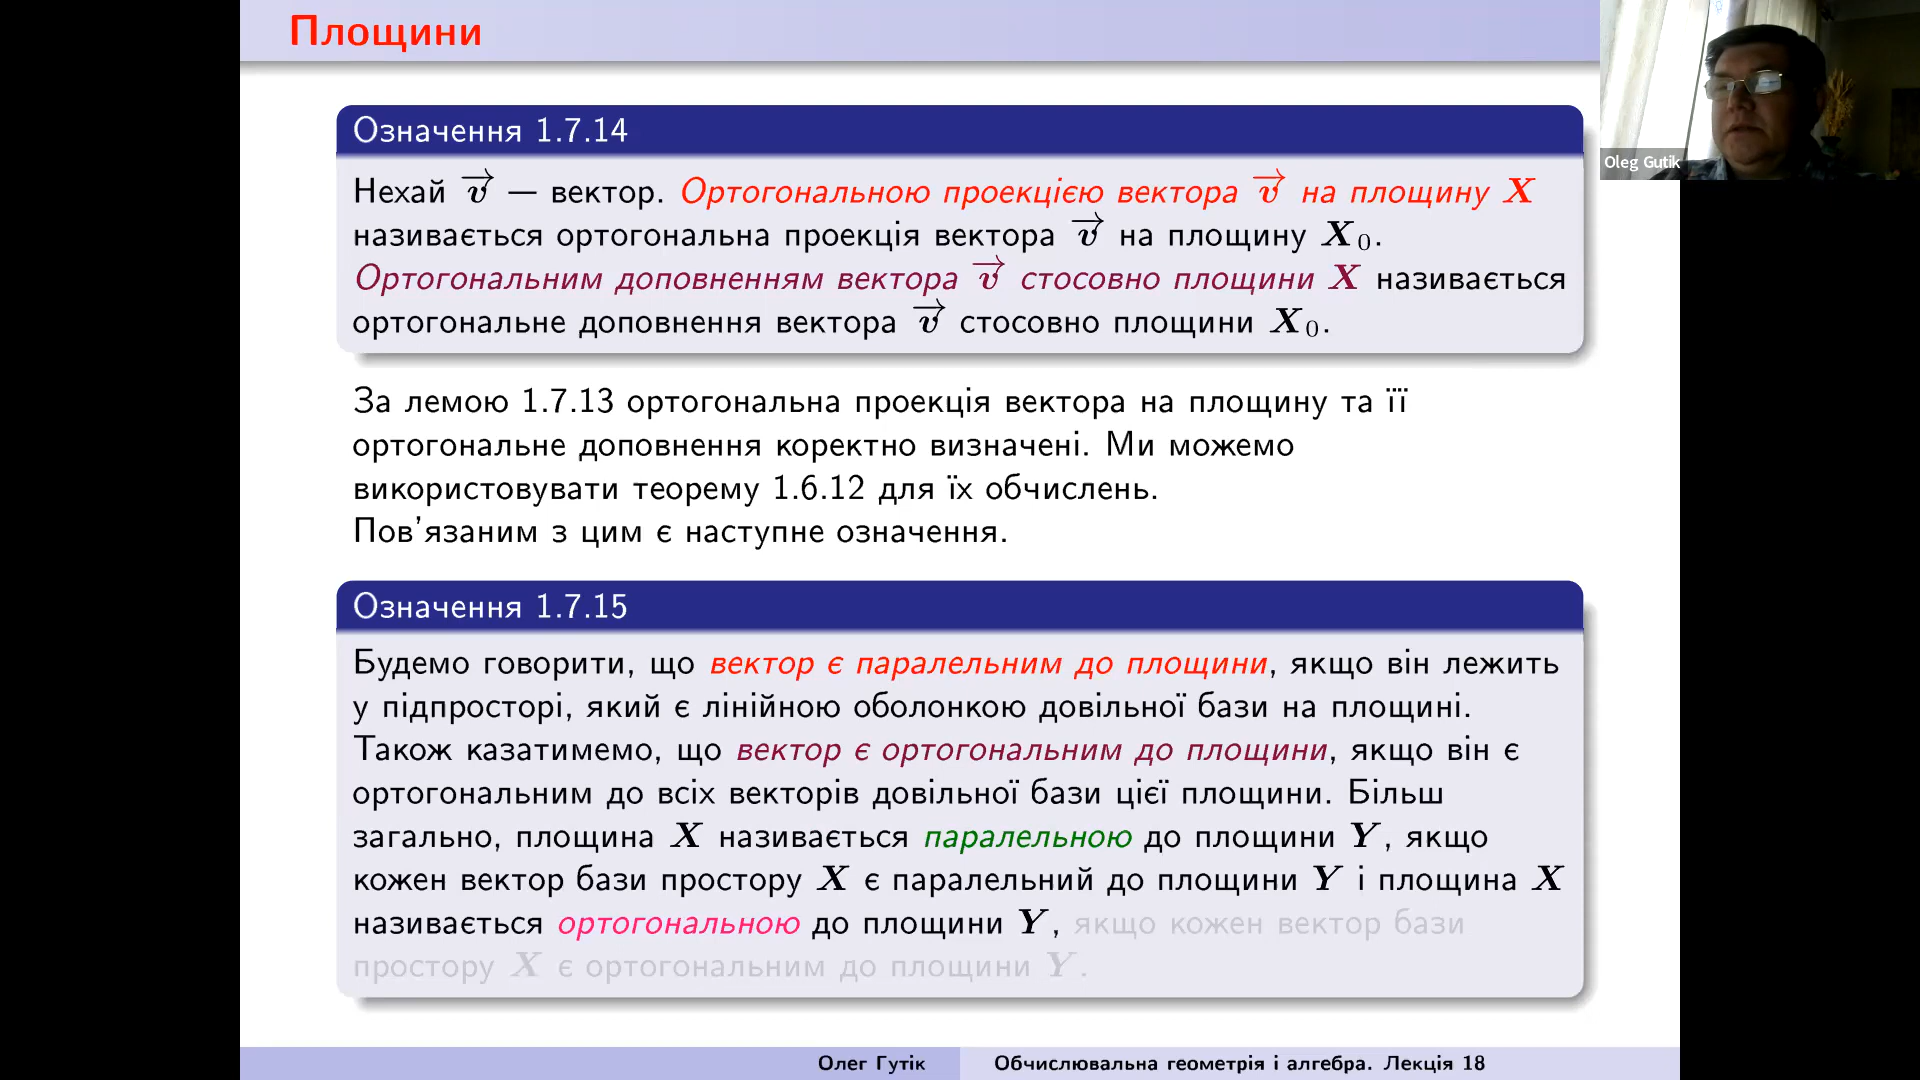 Площини
Oleg Gutik
Означення 1.7.14
Нехай v⃗ — вектор. Ортогональною проекцією вектора v⃗ на площину X
називається ортогональна проекція вектора v⃗ на площину X₀.
Ортогональним доповненням вектора v⃗ стосовно площини X називається
ортогональне доповнення вектора v⃗ стосовно площини X₀.
За лемою 1.7.13 ортогональна проекція вектора на площину та її
ортогональне доповнення коректно визначені. Ми можемо
використовувати теорему 1.6.12 для їх обчислень.
Пов'язаним з цим є наступне означення.
Означення 1.7.15
Будемо говорити, що вектор є паралельним до площини, якщо він лежить
у підпросторі, який є лінійною оболонкою довільної бази на площині.
Також казатимемо, що вектор є ортогональним до площини, якщо він є
ортогональним до всіх векторів довільної бази цієї площини. Більш
загально, площина X називається паралельною до площини Y, якщо
кожен вектор бази простору X є паралельний до площини Y і площина X
називається ортогональною до площини Y, якщо кожен вектор бази
простору X є ортогональним до площини Y.
Олег Гутік
Обчислювальна геометрія і алгебра. Лекція 18